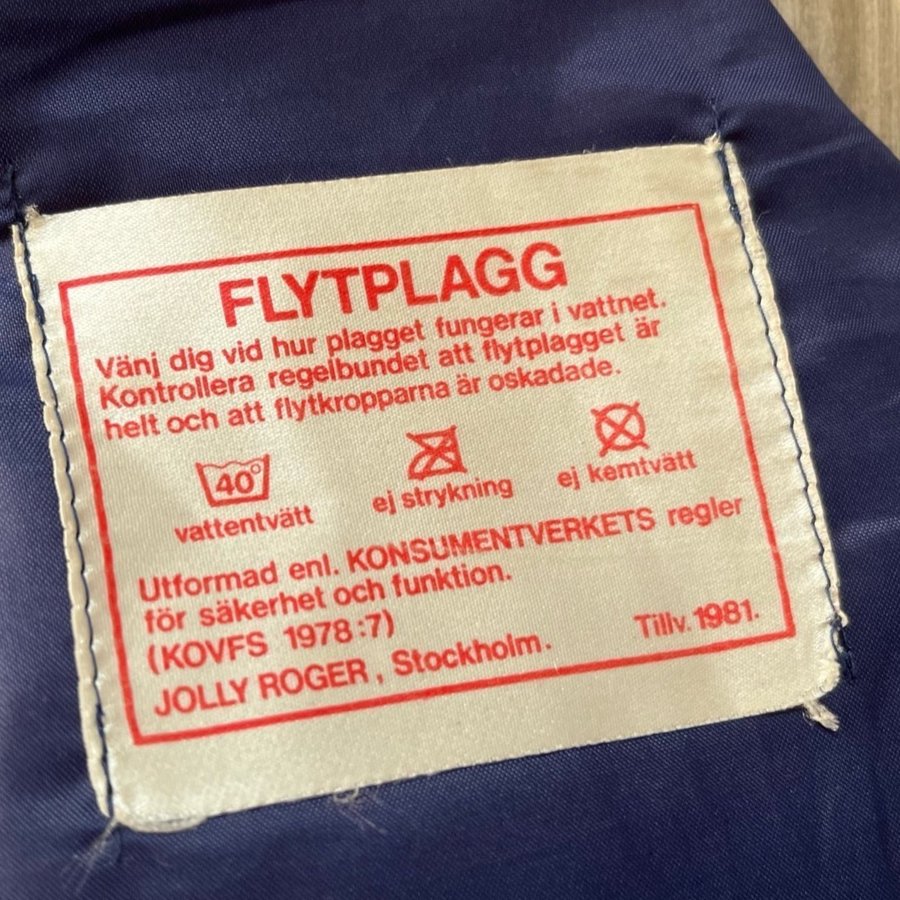 FLYTPLAGG
Vänj dig vid hur plagget fungerar i vattnet.
Kontrollera regelbundet att flytplagget är
helt och att flytkropparna är oskadade.
40°
vattentvätt
ej strykning
ej kemtvätt
Utformad enl. KONSUMENTVERKETS regler
för säkerhet och funktion.
(KOVFS 1978:7)
JOLLY ROGER, Stockholm. Tillv. 1981.